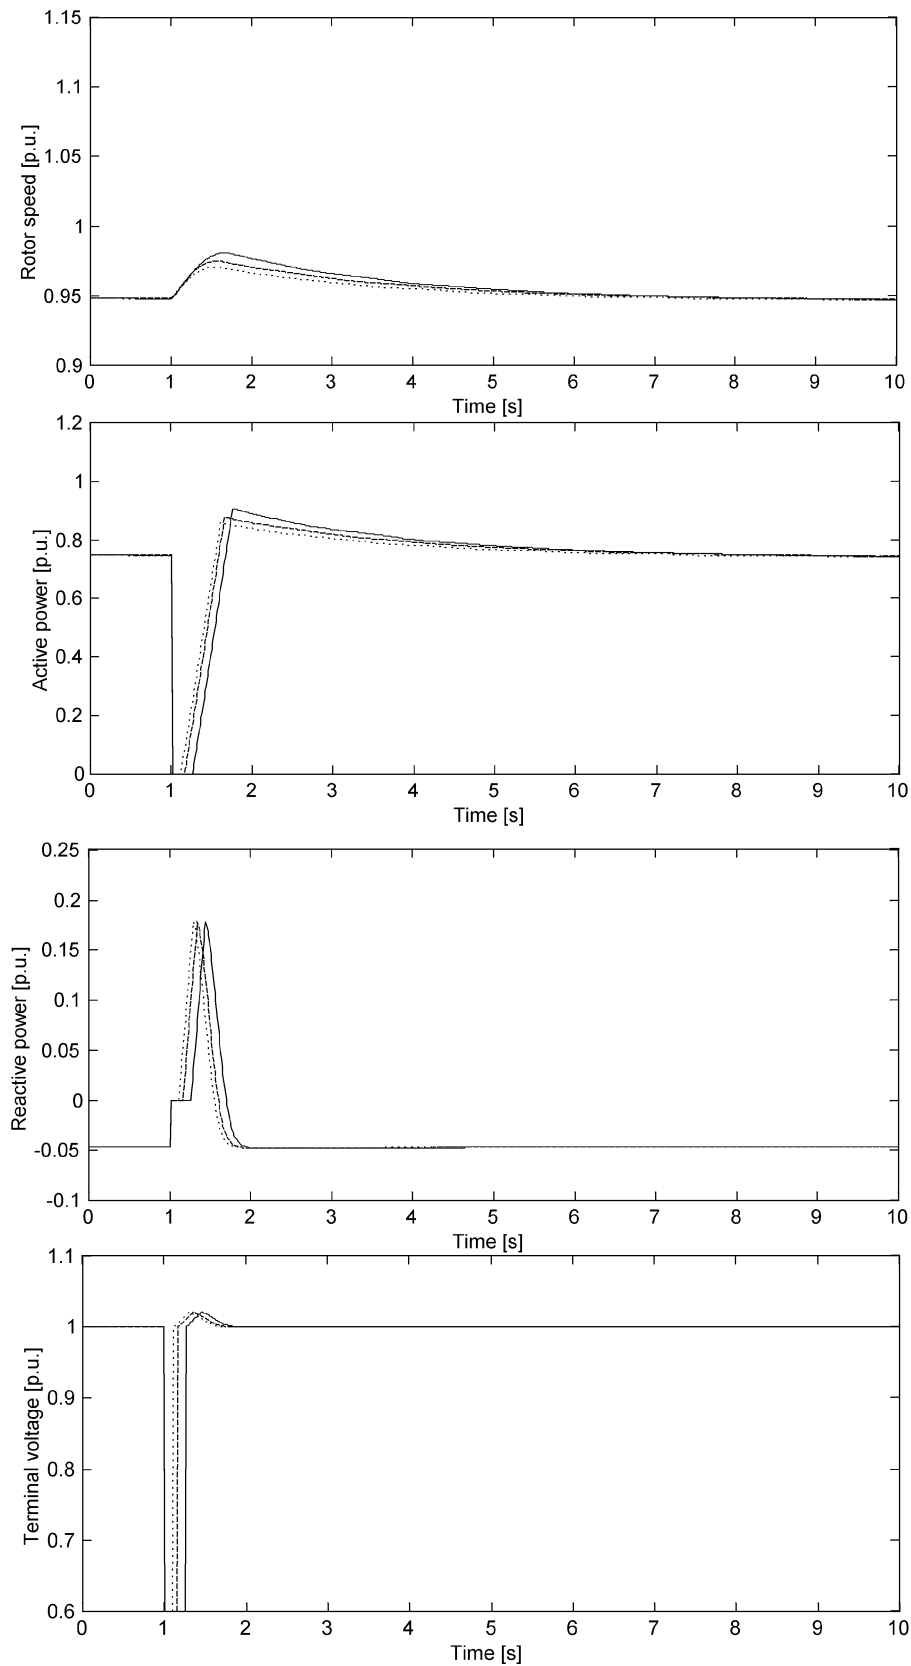 1.15
1.1
1.05
1
0.95
0.9
Rotor speed [p.u.]
0 1 2 3 4 5 6 7 8 9 10
Time [s]
1.2
1
0.8
0.6
0.4
0.2
0
Active power [p.u.]
0 1 2 3 4 5 6 7 8 9 10
Time [s]
0.25
0.2
0.15
0.1
0.05
0
-0.05
-0.1
Reactive power [p.u.]
0 1 2 3 4 5 6 7 8 9 10
Time [s]
1.1
1
0.9
0.8
0.7
0.6
Terminal voltage [p.u.]
0 1 2 3 4 5 6 7 8 9 10
Time [s]